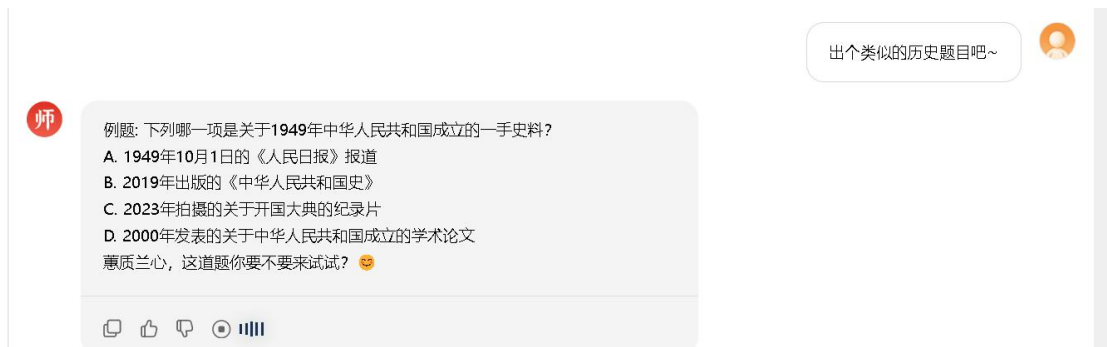 出个类似的历史题目吧~
师
例题: 下列哪一项是关于1949年中华人民共和国成立的一手史料?
A. 1949年10月1日的《人民日报》报道
B. 2019年出版的《中华人民共和国史》
C. 2023年拍摄的关于开国大典的纪录片
D. 2000年发表的关于中华人民共和国成立的学术论文
蕙质兰心，这道题你要不要来试试? 😊